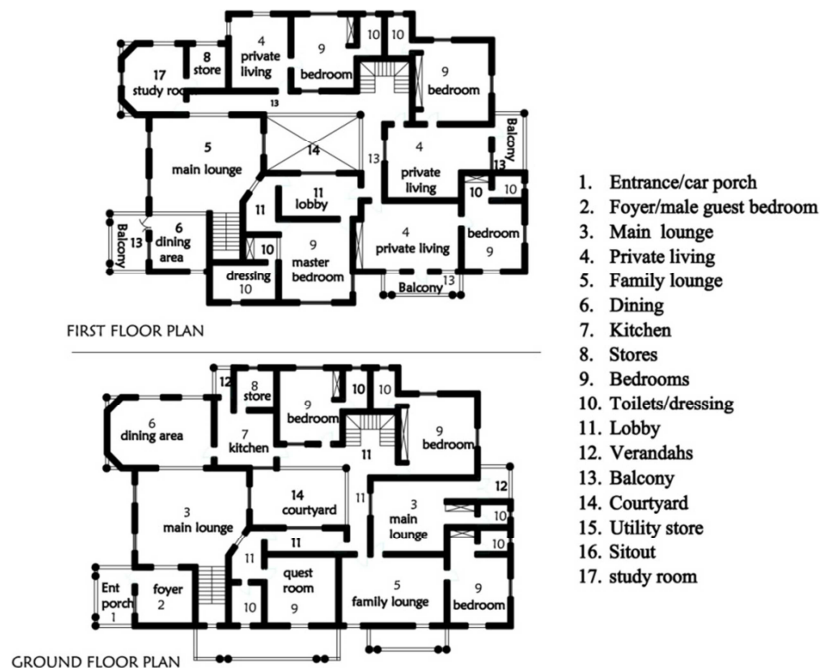 4
private
living
9
bedroom
10
10
8
store
17
study roo
13
9
bedroom
5
main lounge
14
13
4
private
living
Balcony
13
10
10
11
lobby
11
Balcony
13
6
dining
area
10
dressing
10
9
master
bedroom
4
private living
bedroom
9
Balcony
13
FIRST FLOOR PLAN
12
8
store
9
bedroom
10
10
6
dining area
7
kitchen
11
9
bedroom
3
main lounge
14
courtyard
11
3
main
lounge
12
10
10
11
11
Ent
porch
1
foyer
2
10
quest
room
9
5
family lounge
9
bedroom
GROUND FLOOR PLAN
1. Entrance/car porch
2. Foyer/male guest bedroom
3. Main lounge
4. Private living
5. Family lounge
6. Dining
7. Kitchen
8. Stores
9. Bedrooms
10. Toilets/dressing
11. Lobby
12. Verandahs
13. Balcony
14. Courtyard
15. Utility store
16. Sitout
17. study room